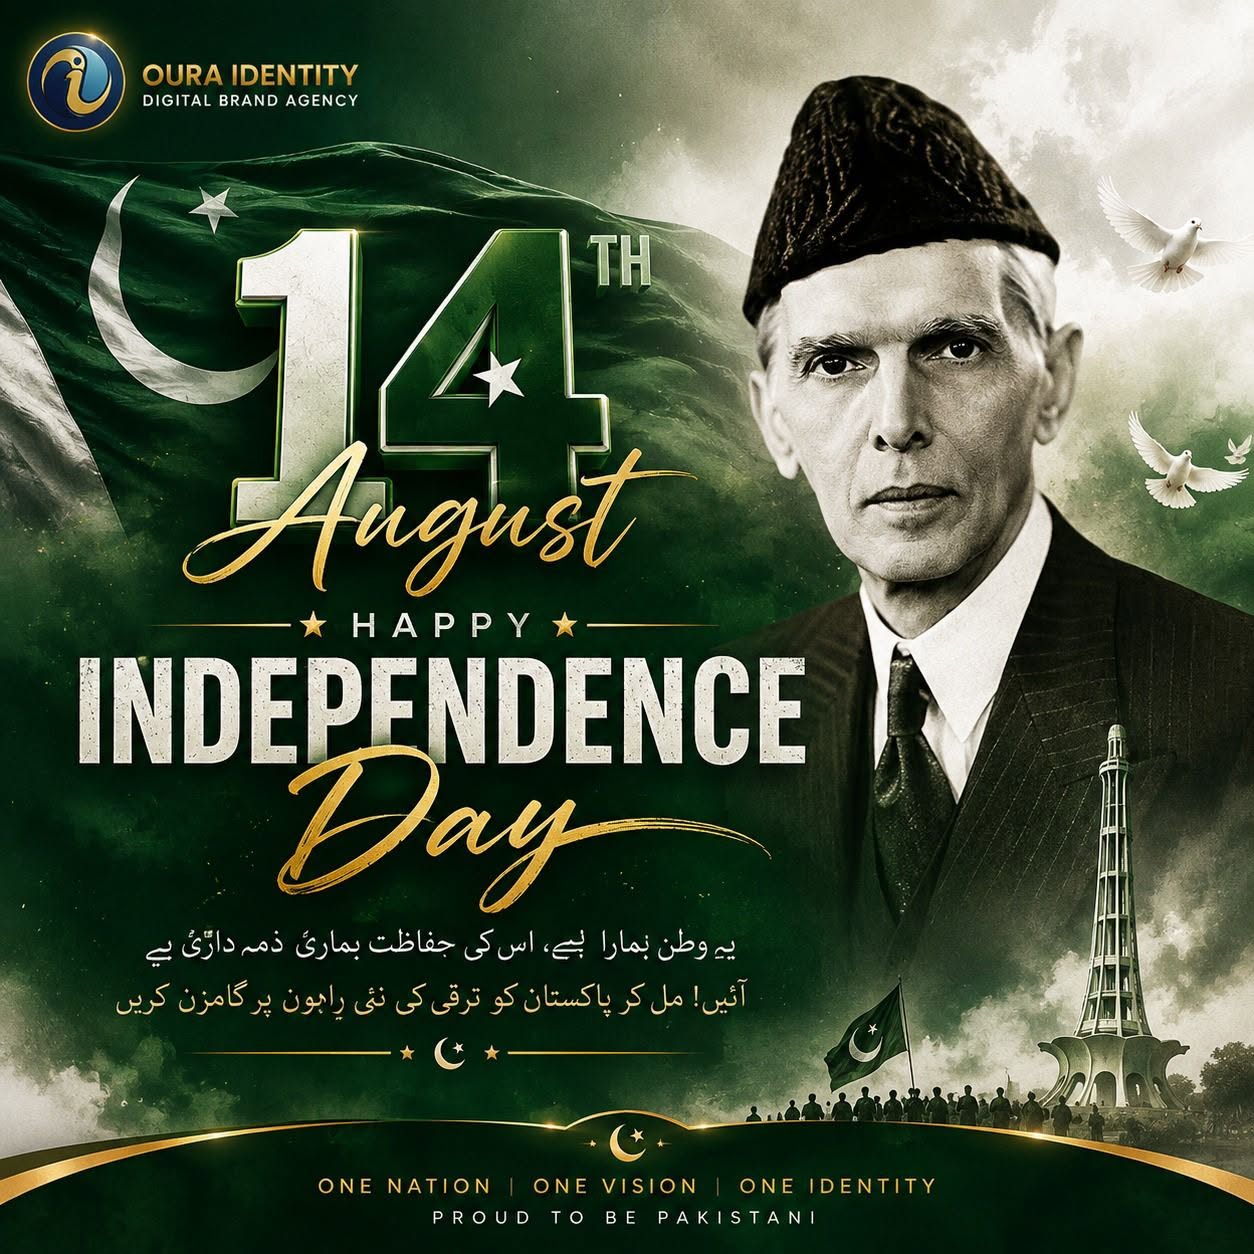 OURA IDENTITY
DIGITAL BRAND AGENCY
14TH
August
HAPPY
INDEPENDENCE
Day
یہ وطن ہمارا ہے، اس کی حفاظت ہماری ذمہ داری ہے
آئیں! مل کر پاکستان کو ترقی کی نئی راہوں پر گامزن کریں
ONE NATION | ONE VISION | ONE IDENTITY
PROUD TO BE PAKISTANI